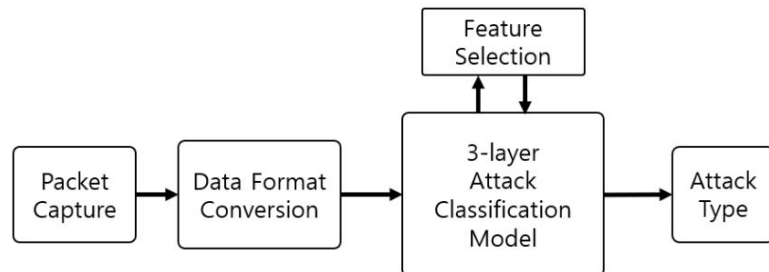 Feature
Selection
Packet
Capture
Data Format
Conversion
3-layer
Attack
Classification
Model
Attack
Type